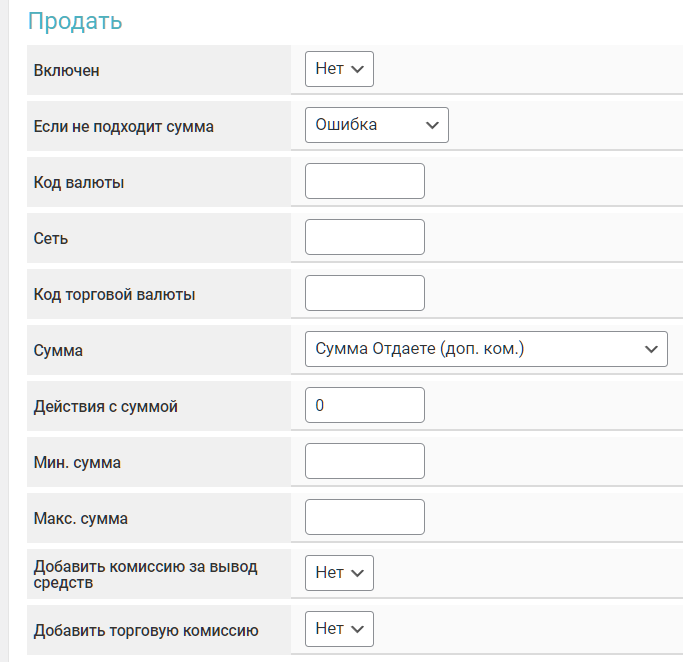 Продать
Включен
Нет
Если не подходит сумма
Ошибка
Код валюты
Сеть
Код торговой валюты
Сумма
Сумма Отдаете (доп. ком.)
Действия с суммой
0
Мин. сумма
Макс. сумма
Добавить комиссию за вывод
средств
Нет
Добавить торговую комиссию
Нет